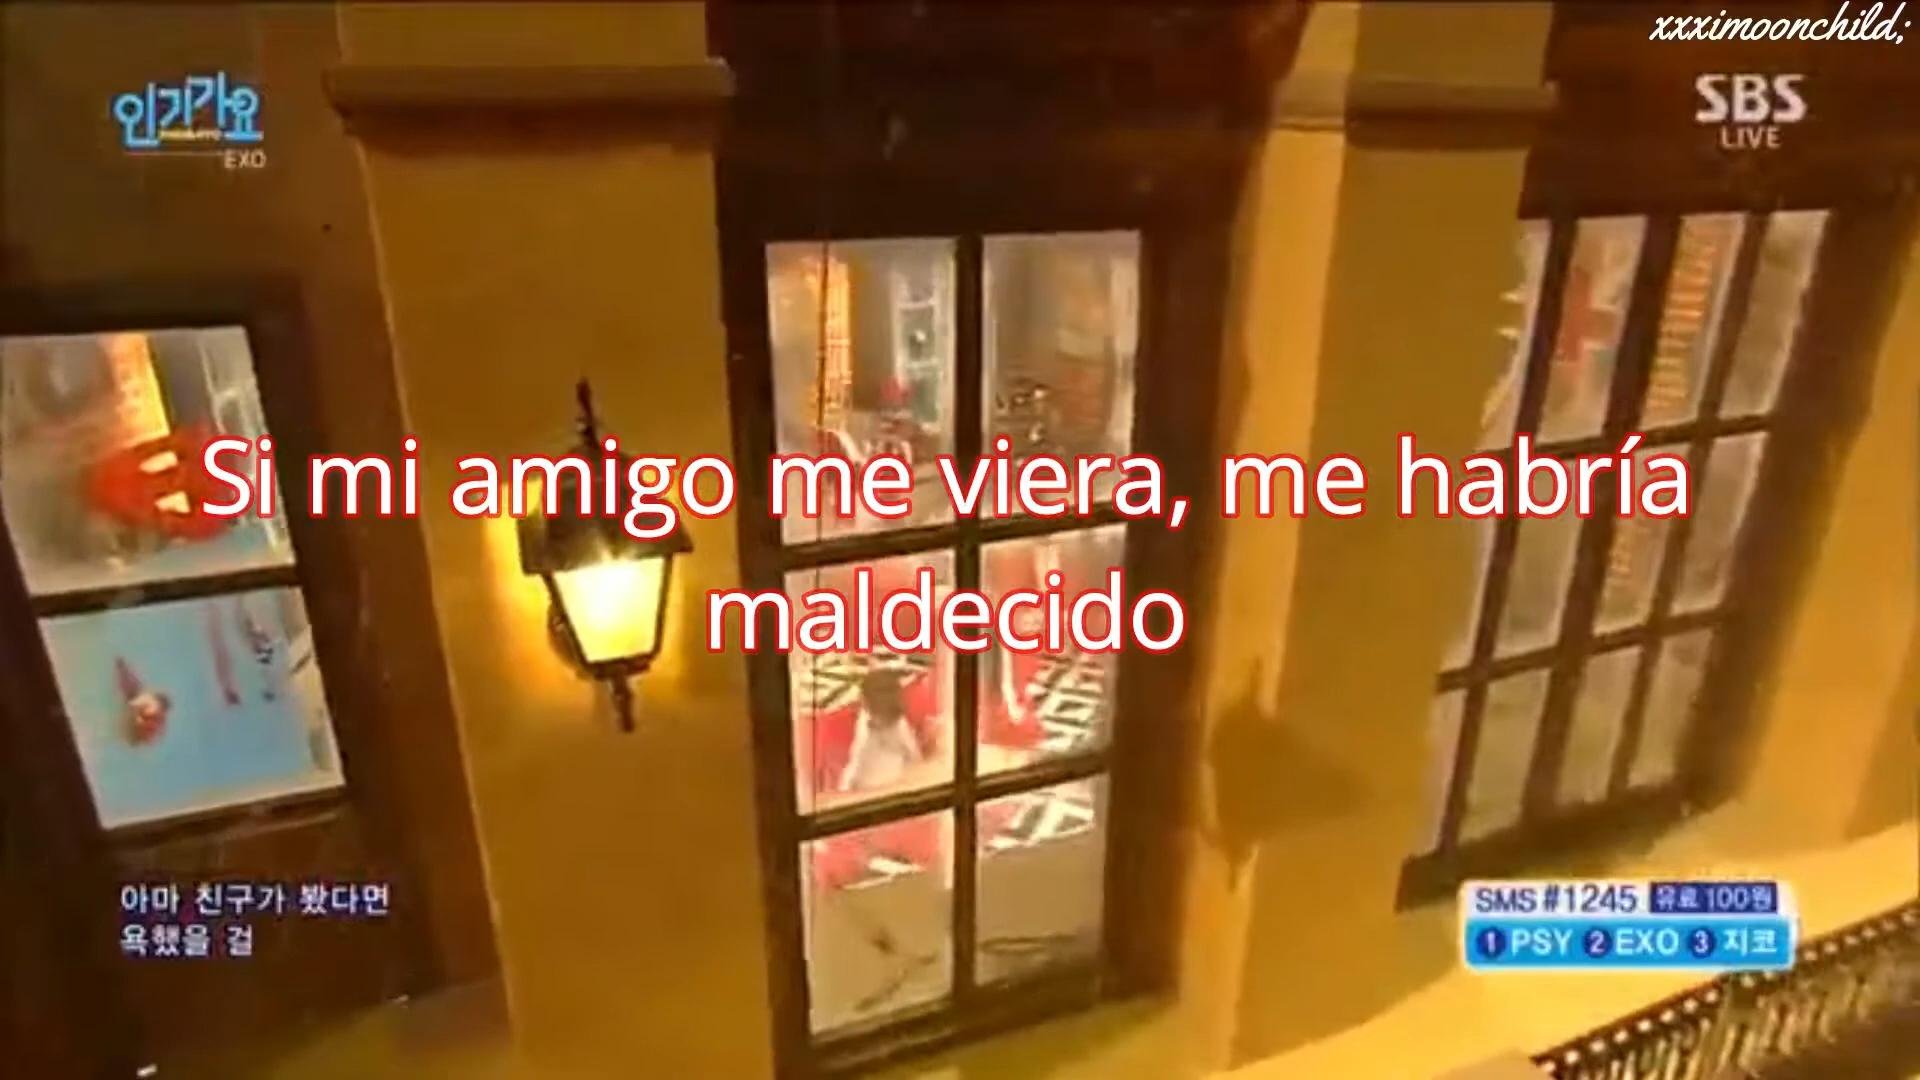 xxximoonchild;
인기가요
EXO
SBS
LIVE
Si mi amigo me viera, me habría
maldecido
아마 친구가 봤다면
욕했을 걸
SMS #1245 유료 100원
1 PSY 2 EXO 3 지코